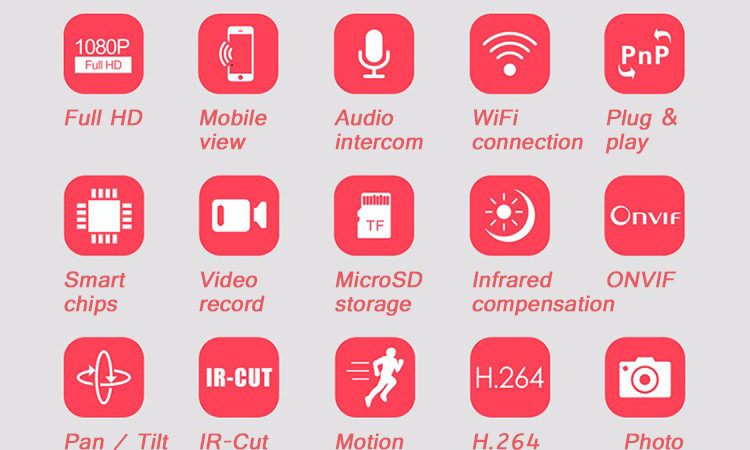 1080P
Full HD
PnP
Full HD
Mobile view
Audio intercom
WiFi connection
Plug & play
TF
ONVIF
Smart chips
Video record
MicroSD storage
Infrared compensation
ONVIF
IR-CUT
H.264
Pan / Tilt
IR-Cut
Motion
H.264
Photo